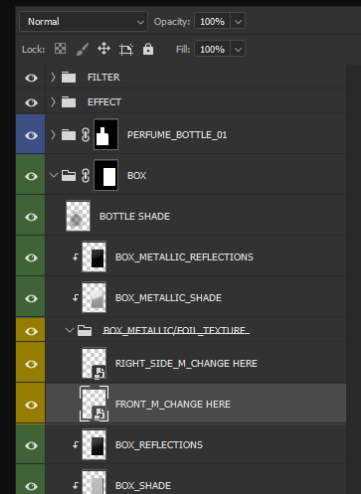 Normal Opacity: 100%
Lock: Fill: 100%
FILTER
EFFECT
PERFUME_BOTTLE_01
BOX
BOTTLE SHADE
BOX_METALLIC_REFLECTIONS
BOX_METALLIC_SHADE
BOX_METALLIC/FOIL_TEXTURE
RIGHT_SIDE_M_CHANGE HERE
FRONT_M_CHANGE HERE
BOX_REFLECTIONS
BOX_SHADE